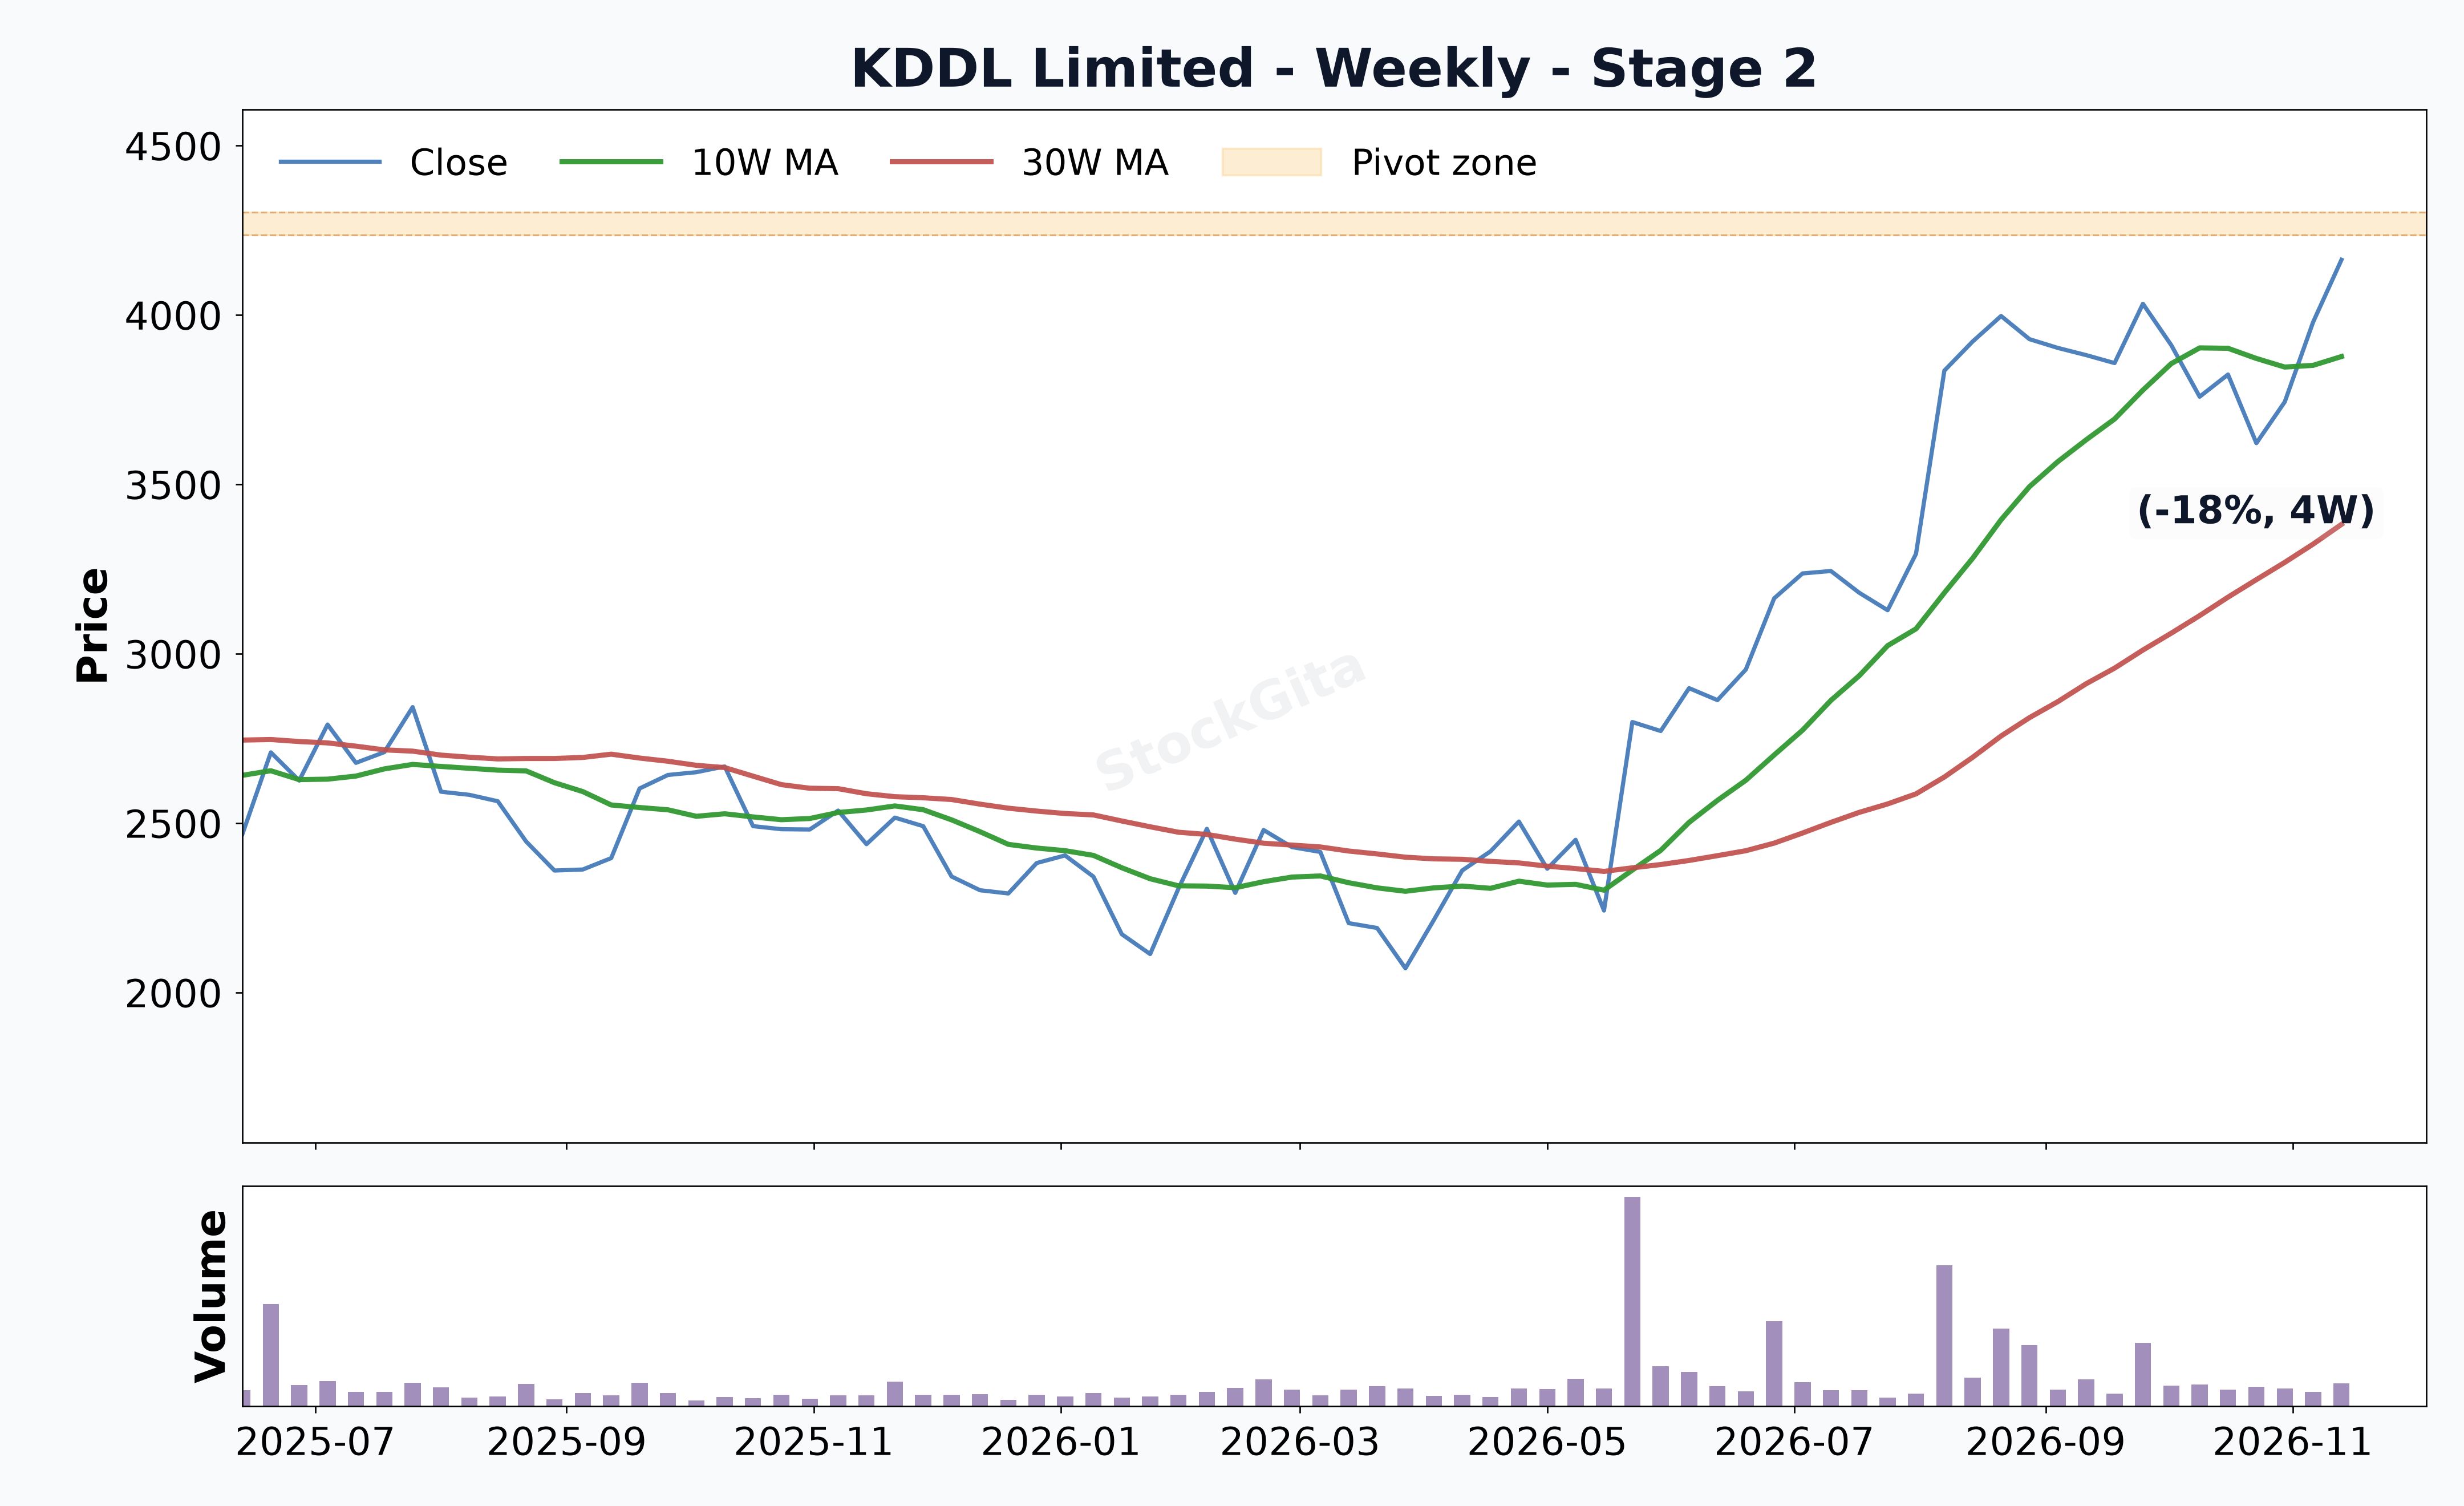 KDDL Limited - Weekly - Stage 2
Close 10W MA 30W MA Pivot zone
4500
4000
3500
3000
2500
2000
Price
(-18%, 4W)
StockGita
Volume
2025-07 2025-09 2025-11 2026-01 2026-03 2026-05 2026-07 2026-09 2026-11